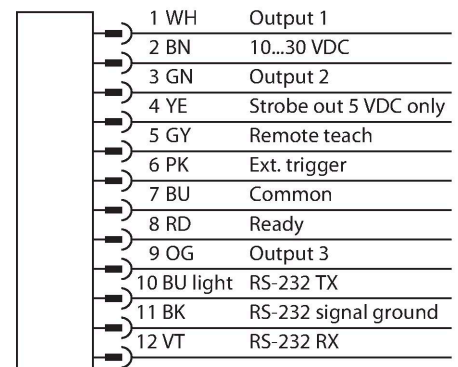 1 WH Output 1
2 BN 10...30 VDC
3 GN Output 2
4 YE Strobe out 5 VDC only
5 GY Remote teach
6 PK Ext. trigger
7 BU Common
8 RD Ready
9 OG Output 3
10 BU light RS-232 TX
11 BK RS-232 signal ground
12 VT RS-232 RX